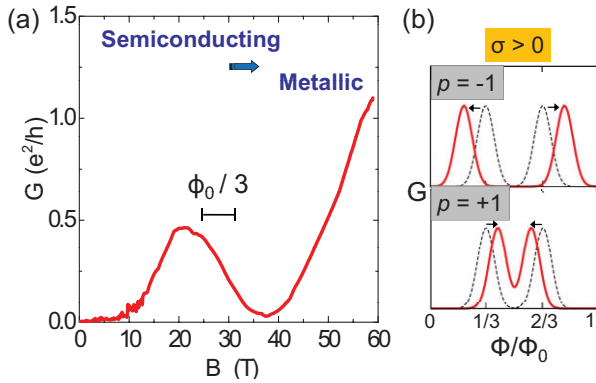 (a)
Semiconducting
Metallic
ϕ₀ / 3
G (e²/h)
1.5
1.0
0.5
0.0
0 10 20 30 40 50 60
B (T)
(b)
σ > 0
p = -1
G
p = +1
0 1/3 2/3 1
Φ/Φ₀